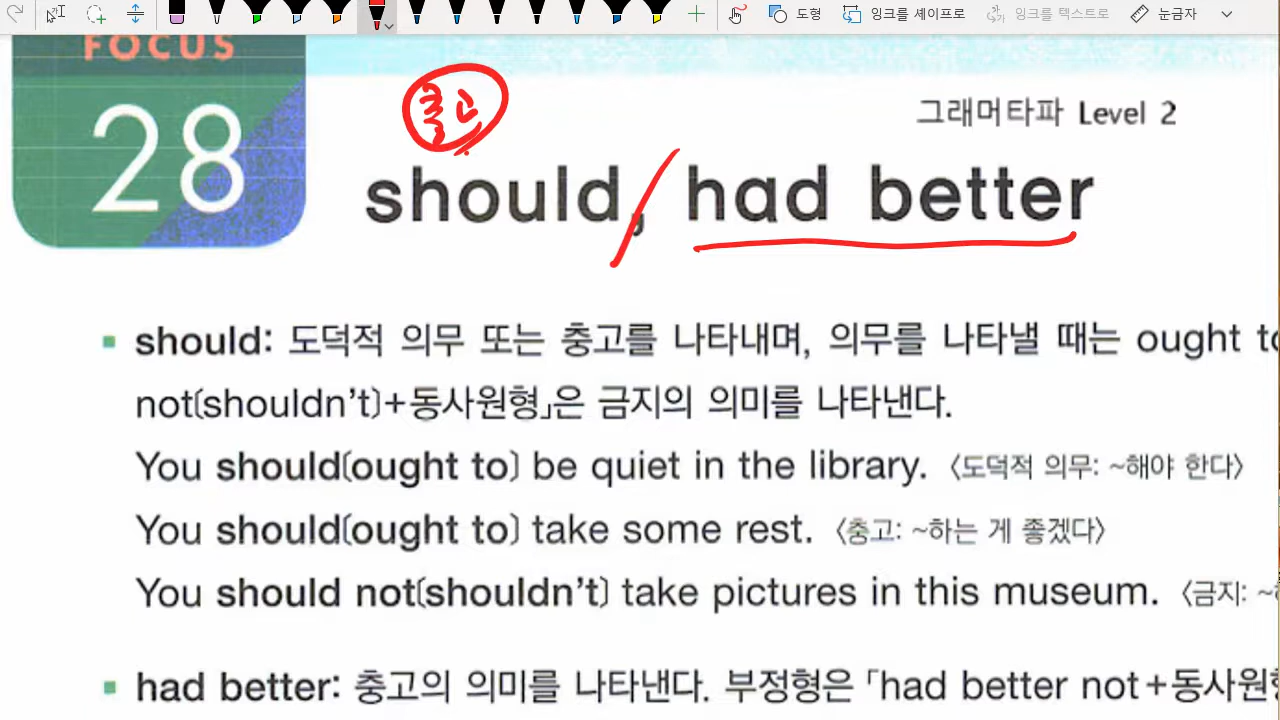 도형 잉크를 셰이프로 잉크를 텍스트로 눈금자
FOCUS
28
그래머타파 Level 2
should, had better
should: 도덕적 의무 또는 충고를 나타내며, 의무를 나타낼 때는 ought to
not(shouldn't)+동사원형」은 금지의 의미를 나타낸다.
You should(ought to) be quiet in the library. 〈도덕적 의무: ~해야 한다〉
You should(ought to) take some rest. 〈충고: ~하는 게 좋겠다〉
You should not(shouldn't) take pictures in this museum. 〈금지: ~
had better: 충고의 의미를 나타낸다. 부정형은 「had better not+동사원형